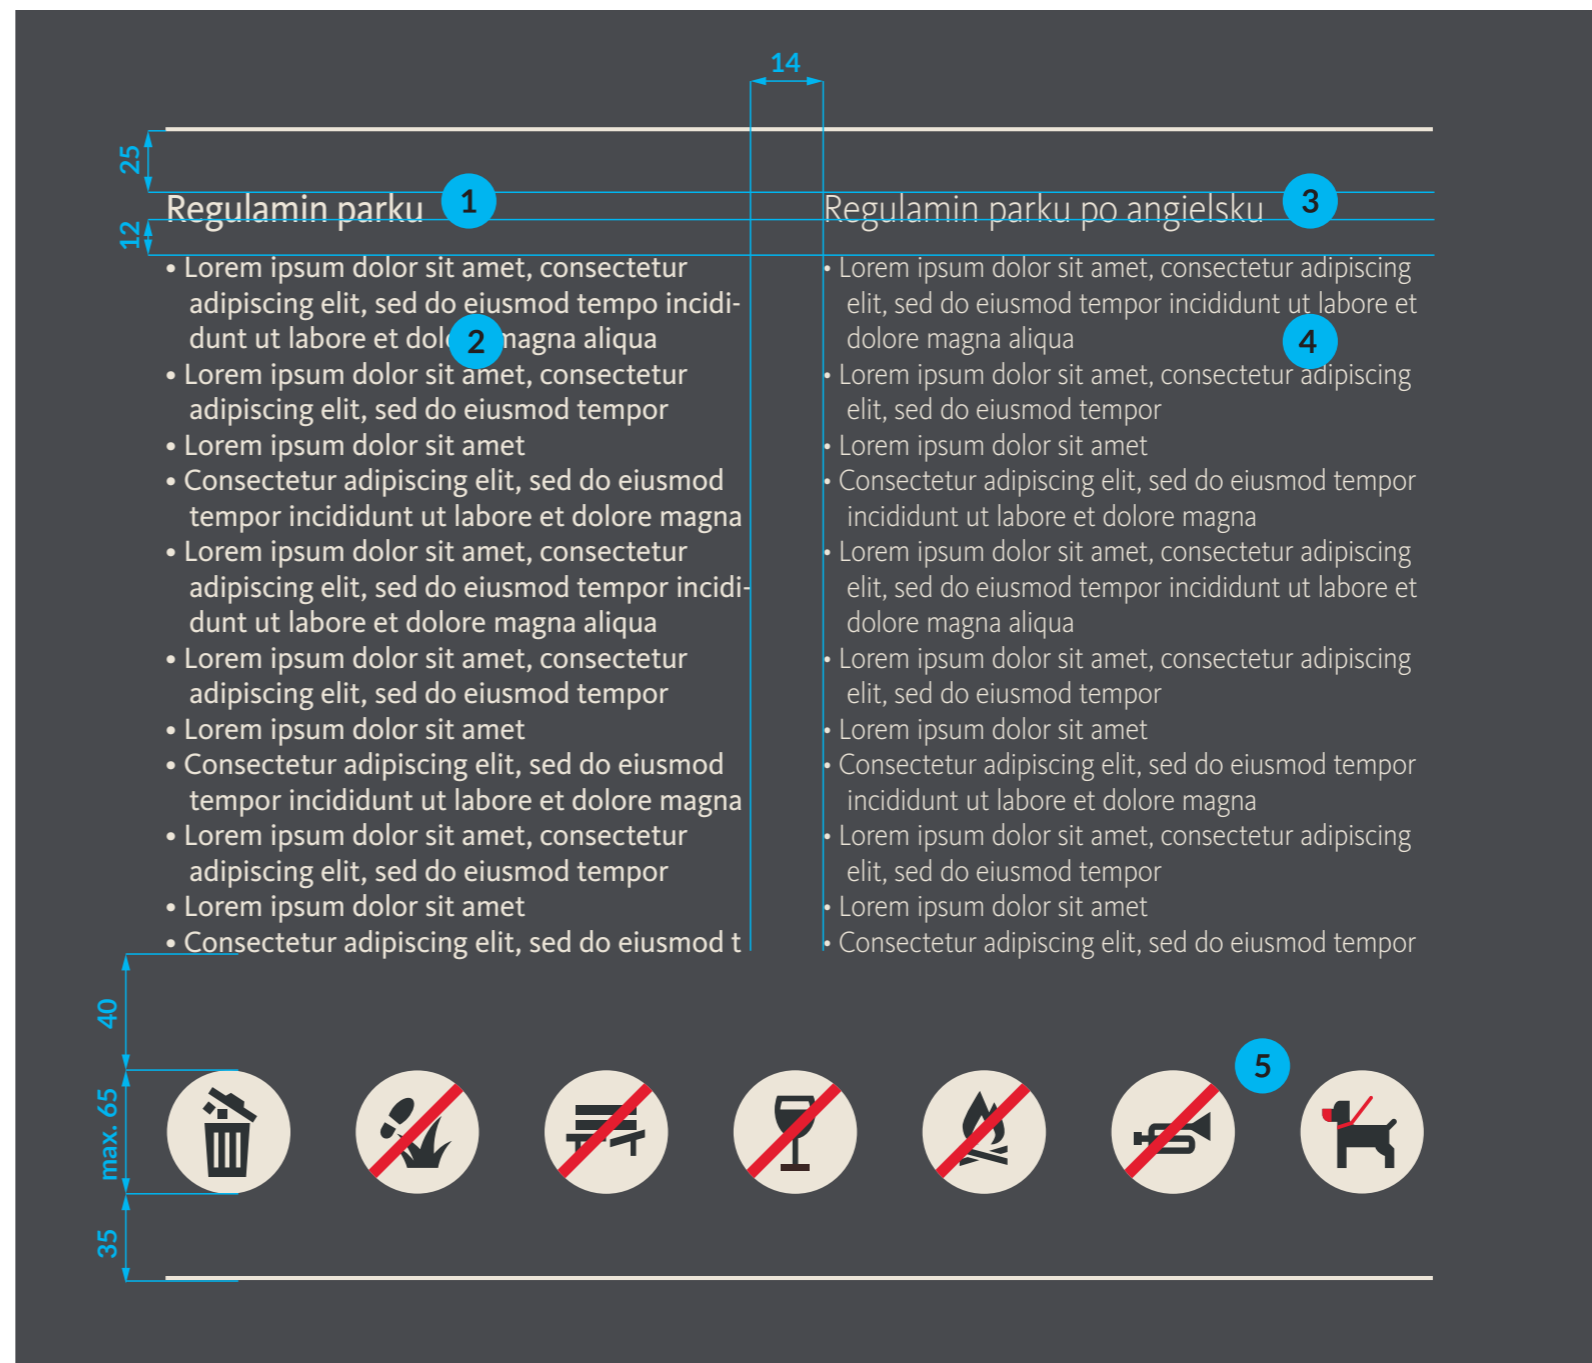 14
25
Regulamin parku 1
12
• Lorem ipsum dolor sit amet, consectetur
adipiscing elit, sed do eiusmod tempo incidi-
dunt ut labore et dolo 2 magna aliqua
• Lorem ipsum dolor sit amet, consectetur
adipiscing elit, sed do eiusmod tempor
• Lorem ipsum dolor sit amet
• Consectetur adipiscing elit, sed do eiusmod
tempor incididunt ut labore et dolore magna
• Lorem ipsum dolor sit amet, consectetur
adipiscing elit, sed do eiusmod tempor incidi-
dunt ut labore et dolore magna aliqua
• Lorem ipsum dolor sit amet, consectetur
adipiscing elit, sed do eiusmod tempor
• Lorem ipsum dolor sit amet
• Consectetur adipiscing elit, sed do eiusmod
tempor incididunt ut labore et dolore magna
• Lorem ipsum dolor sit amet, consectetur
adipiscing elit, sed do eiusmod tempor
• Lorem ipsum dolor sit amet
• Consectetur adipiscing elit, sed do eiusmod t
Regulamin parku po angielsku 3
• Lorem ipsum dolor sit amet, consectetur adipiscing
elit, sed do eiusmod tempor incididunt ut labore et
dolore magna aliqua 4
• Lorem ipsum dolor sit amet, consectetur adipiscing
elit, sed do eiusmod tempor
• Lorem ipsum dolor sit amet
• Consectetur adipiscing elit, sed do eiusmod tempor
incididunt ut labore et dolore magna
• Lorem ipsum dolor sit amet, consectetur adipiscing
elit, sed do eiusmod tempor incididunt ut labore et
dolore magna aliqua
• Lorem ipsum dolor sit amet, consectetur adipiscing
elit, sed do eiusmod tempor
• Lorem ipsum dolor sit amet
• Consectetur adipiscing elit, sed do eiusmod tempor
incididunt ut labore et dolore magna
• Lorem ipsum dolor sit amet, consectetur adipiscing
elit, sed do eiusmod tempor
• Lorem ipsum dolor sit amet
• Consectetur adipiscing elit, sed do eiusmod tempor
40
5
max. 65
35